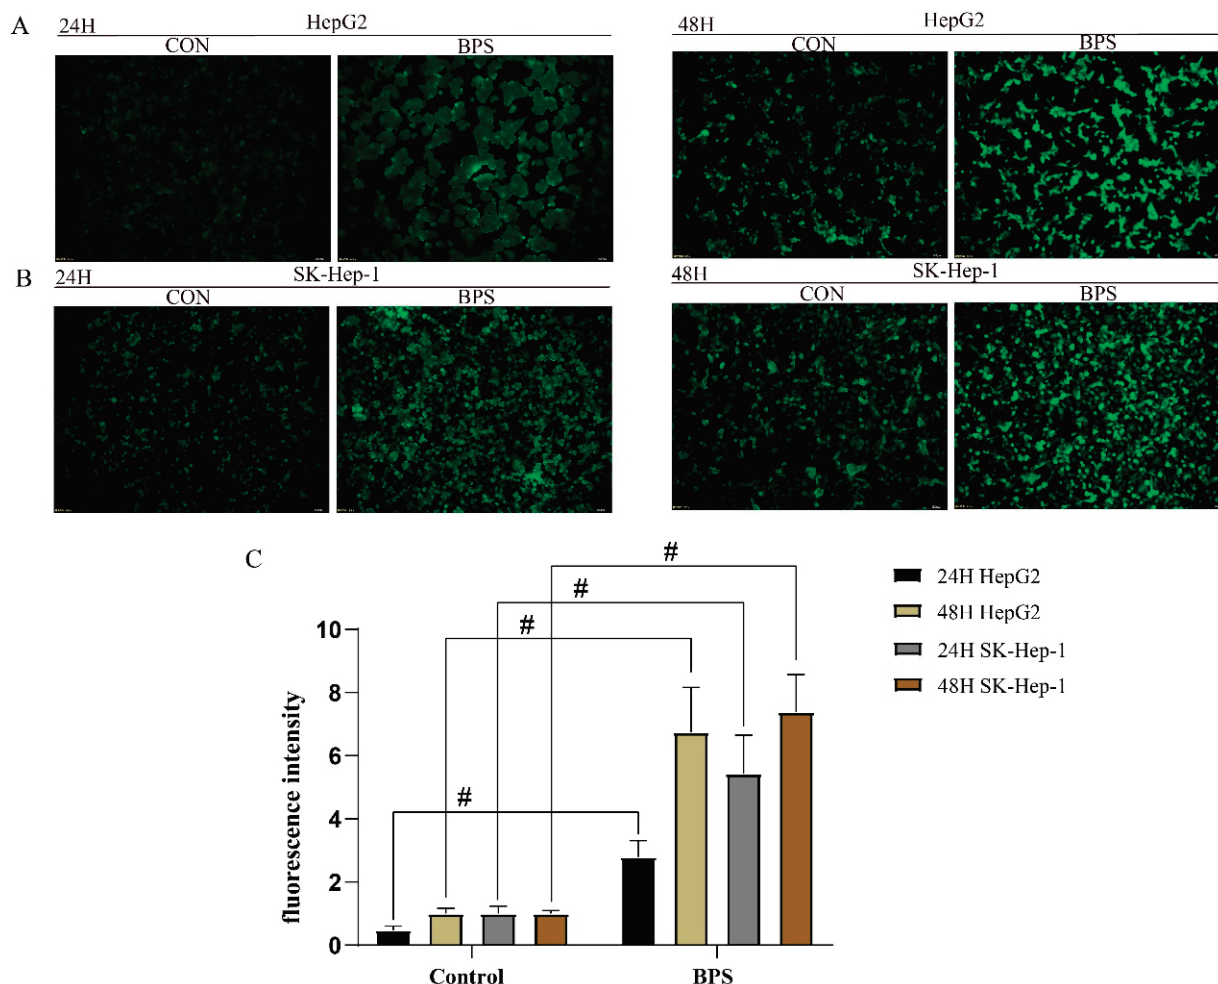 A
24H HepG2
CON BPS
48H HepG2
CON BPS
B
24H SK-Hep-1
CON BPS
48H SK-Hep-1
CON BPS
C
fluorescence intensity
10
8
6
4
2
0
# # # #
Control BPS
24H HepG2
48H HepG2
24H SK-Hep-1
48H SK-Hep-1